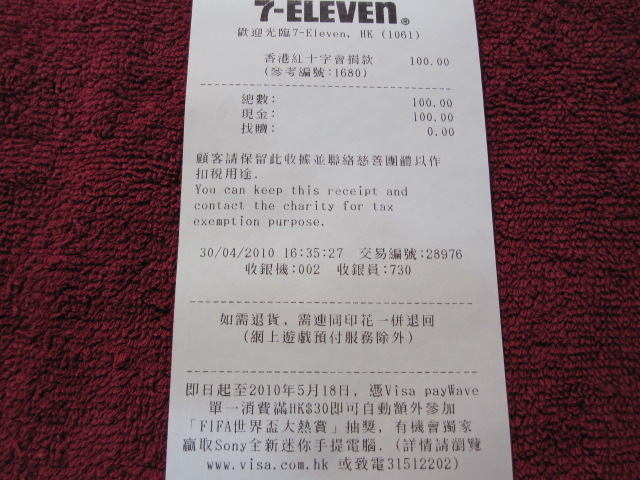 7-ELEVEn®
歡迎光臨7-Eleven, HK (1061)
香港紅十字會捐款 100.00
(參考編號:1680)
總數: 100.00
現金: 100.00
找贖: 0.00
顧客請保留此收據並聯絡慈善團體以作
扣稅用途.
You can keep this receipt and
contact the charity for tax
exemption purpose.
30/04/2010 16:35:27 交易編號:28976
收銀機:002 收銀員:730
如需退貨, 需連同印花一併退回
(網上遊戲預付服務除外)
即日起至2010年5月18日, 憑Visa payWave
單一消費滿HK$30即可自動額外參加
「FIFA世界盃大熱賞」抽獎, 有機會獨家
贏取Sony全新迷你手提電腦. (詳情請瀏覽
www.visa.com.hk 或致電31512202)